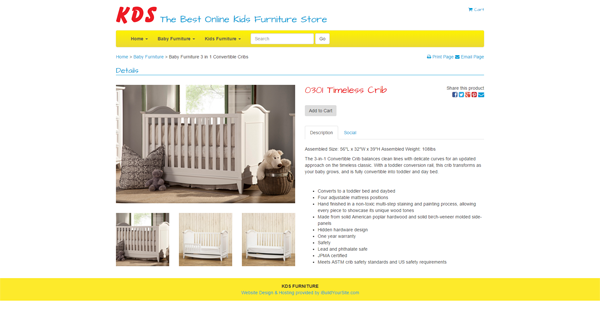 KDS The Best Online Kids Furniture Store
Cart
Home Baby Furniture Kids Furniture Search Go
Home > Baby Furniture > Baby Furniture 3 in 1 Convertible Cribs
Print Page Email Page
Details
0301 Timeless Crib
Share this product
Add to Cart
Description Social
Assembled Weight: 108lbs
The 3-in-1 Convertible Crib balances clean lines with delicate curves for an updated
approach on the timeless classic. With a toddler conversion rail, this crib transforms as
your baby grows, and is fully convertible into toddler and day bed.
Converts to a toddler bed and daybed
Four adjustable mattress positions
Hand finished in a non-toxic multi-step staining and painting process, allowing
every piece to showcase its unique wood tones
Made from solid American poplar hardwood and solid birch-veneer molded side-
panels
Hidden hardware design
One year warranty
Safety
Lead and phthalate safe
JPMA certified
Meets ASTM crib safety standards and US safety requirements
KDS FURNITURE
Website Design & Hosting provided by iBuildYourSite.com